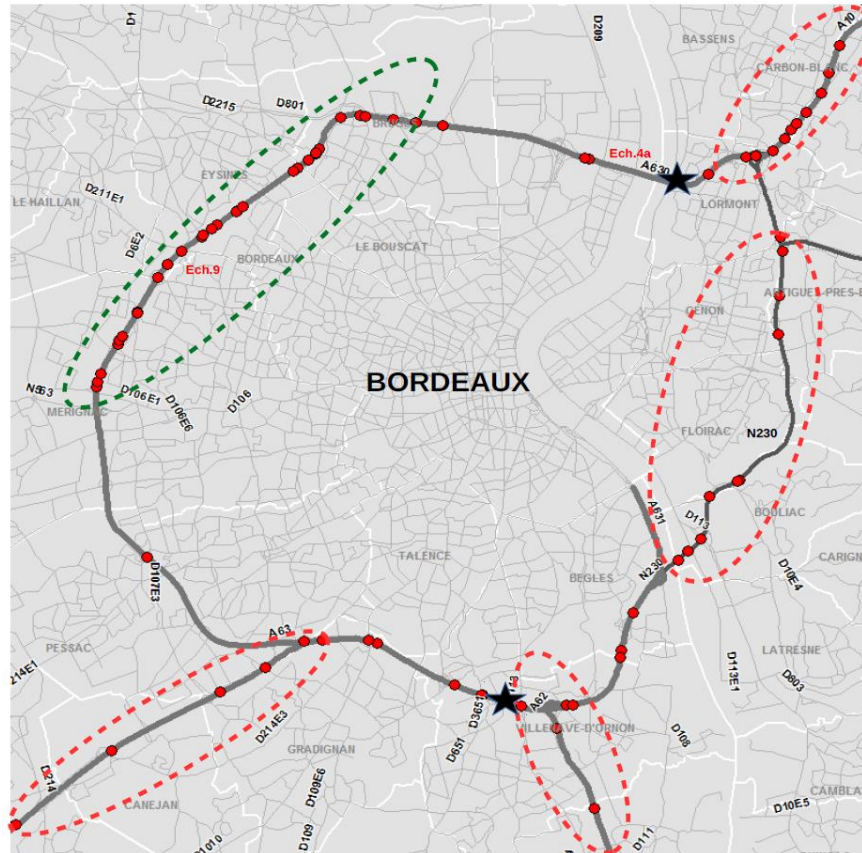 D1
D209
BASSENS
A10
CARBON-BLANC
D2215
D801
Ech.4a
A630
EYSINES
D211E1
LE HAILLAN
LORMONT
D6E2
LE BOUSCAT
BORDEAUX
Ech.9
CENON
BORDEAUX
D106E1
MERIGNAC
D106E6
D106
FLOIRAC
N230
A631
D113
BOULIAC
TALENCE
D107E3
BEGLES
N230
D10E4
CARIGN
A63
PESSAC
214E1
LATRESNE
D113E1
D803
D214E3
D3651
A62
VILLENAVE-D'ORNON
GRADIGNAN
D651
D108
D214
D109E6
CANEJAN
CAMBLA
D10E5
D1010
D109
D111